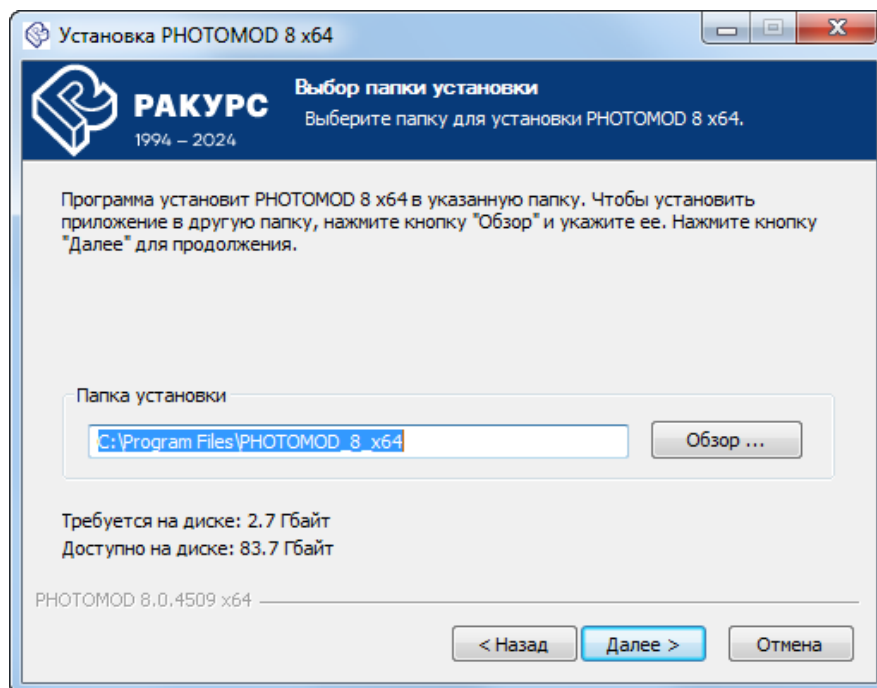 Установка PHOTOMOD 8 x64
РАКУРС
1994 – 2024
Выбор папки установки
Выберите папку для установки PHOTOMOD 8 x64.
Программа установит PHOTOMOD 8 x64 в указанную папку. Чтобы установить
приложение в другую папку, нажмите кнопку "Обзор" и укажите ее. Нажмите кнопку
"Далее" для продолжения.
Папка установки
C:\Program Files\PHOTOMOD_8_x64
Обзор ...
Требуется на диске: 2.7 Гбайт
Доступно на диске: 83.7 Гбайт
PHOTOMOD 8.0.4509 x64
< Назад
Далее >
Отмена